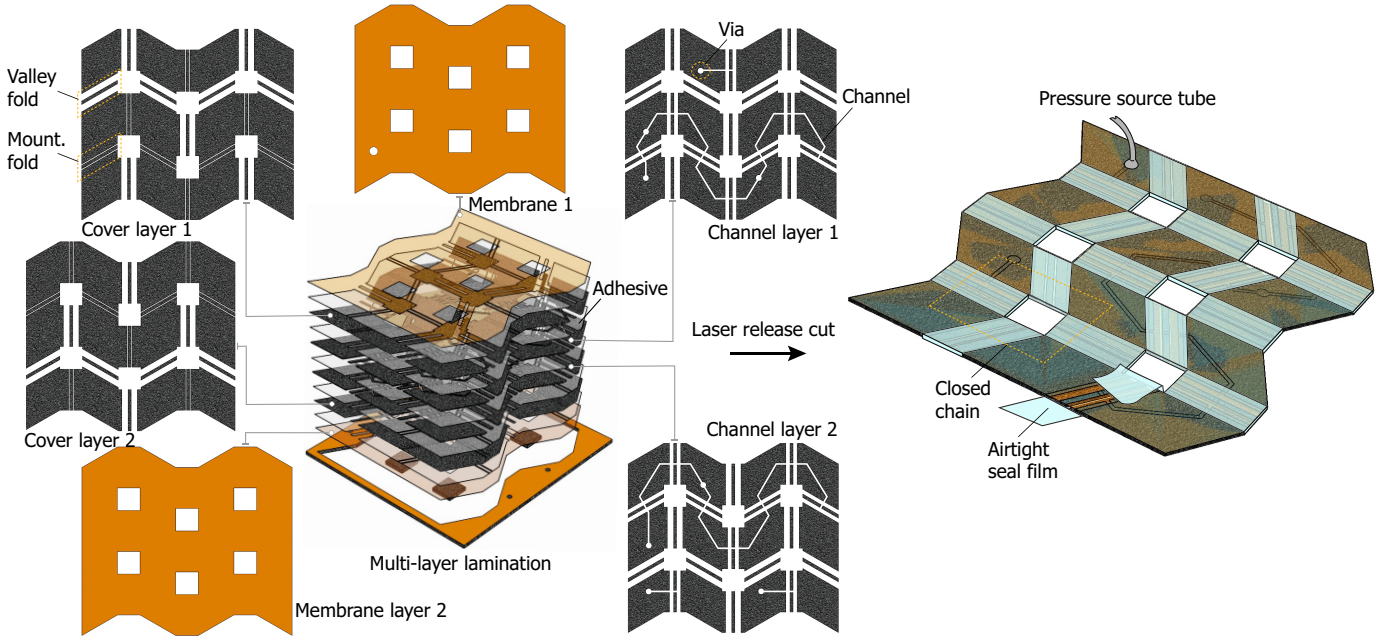 Valley
fold
Mount.
fold
Cover layer 1
Membrane 1
Via
Channel
Channel layer 1
Pressure source tube
Adhesive
Laser release cut
Cover layer 2
Closed
chain
Airtight
seal film
Channel layer 2
Multi-layer lamination
Membrane layer 2